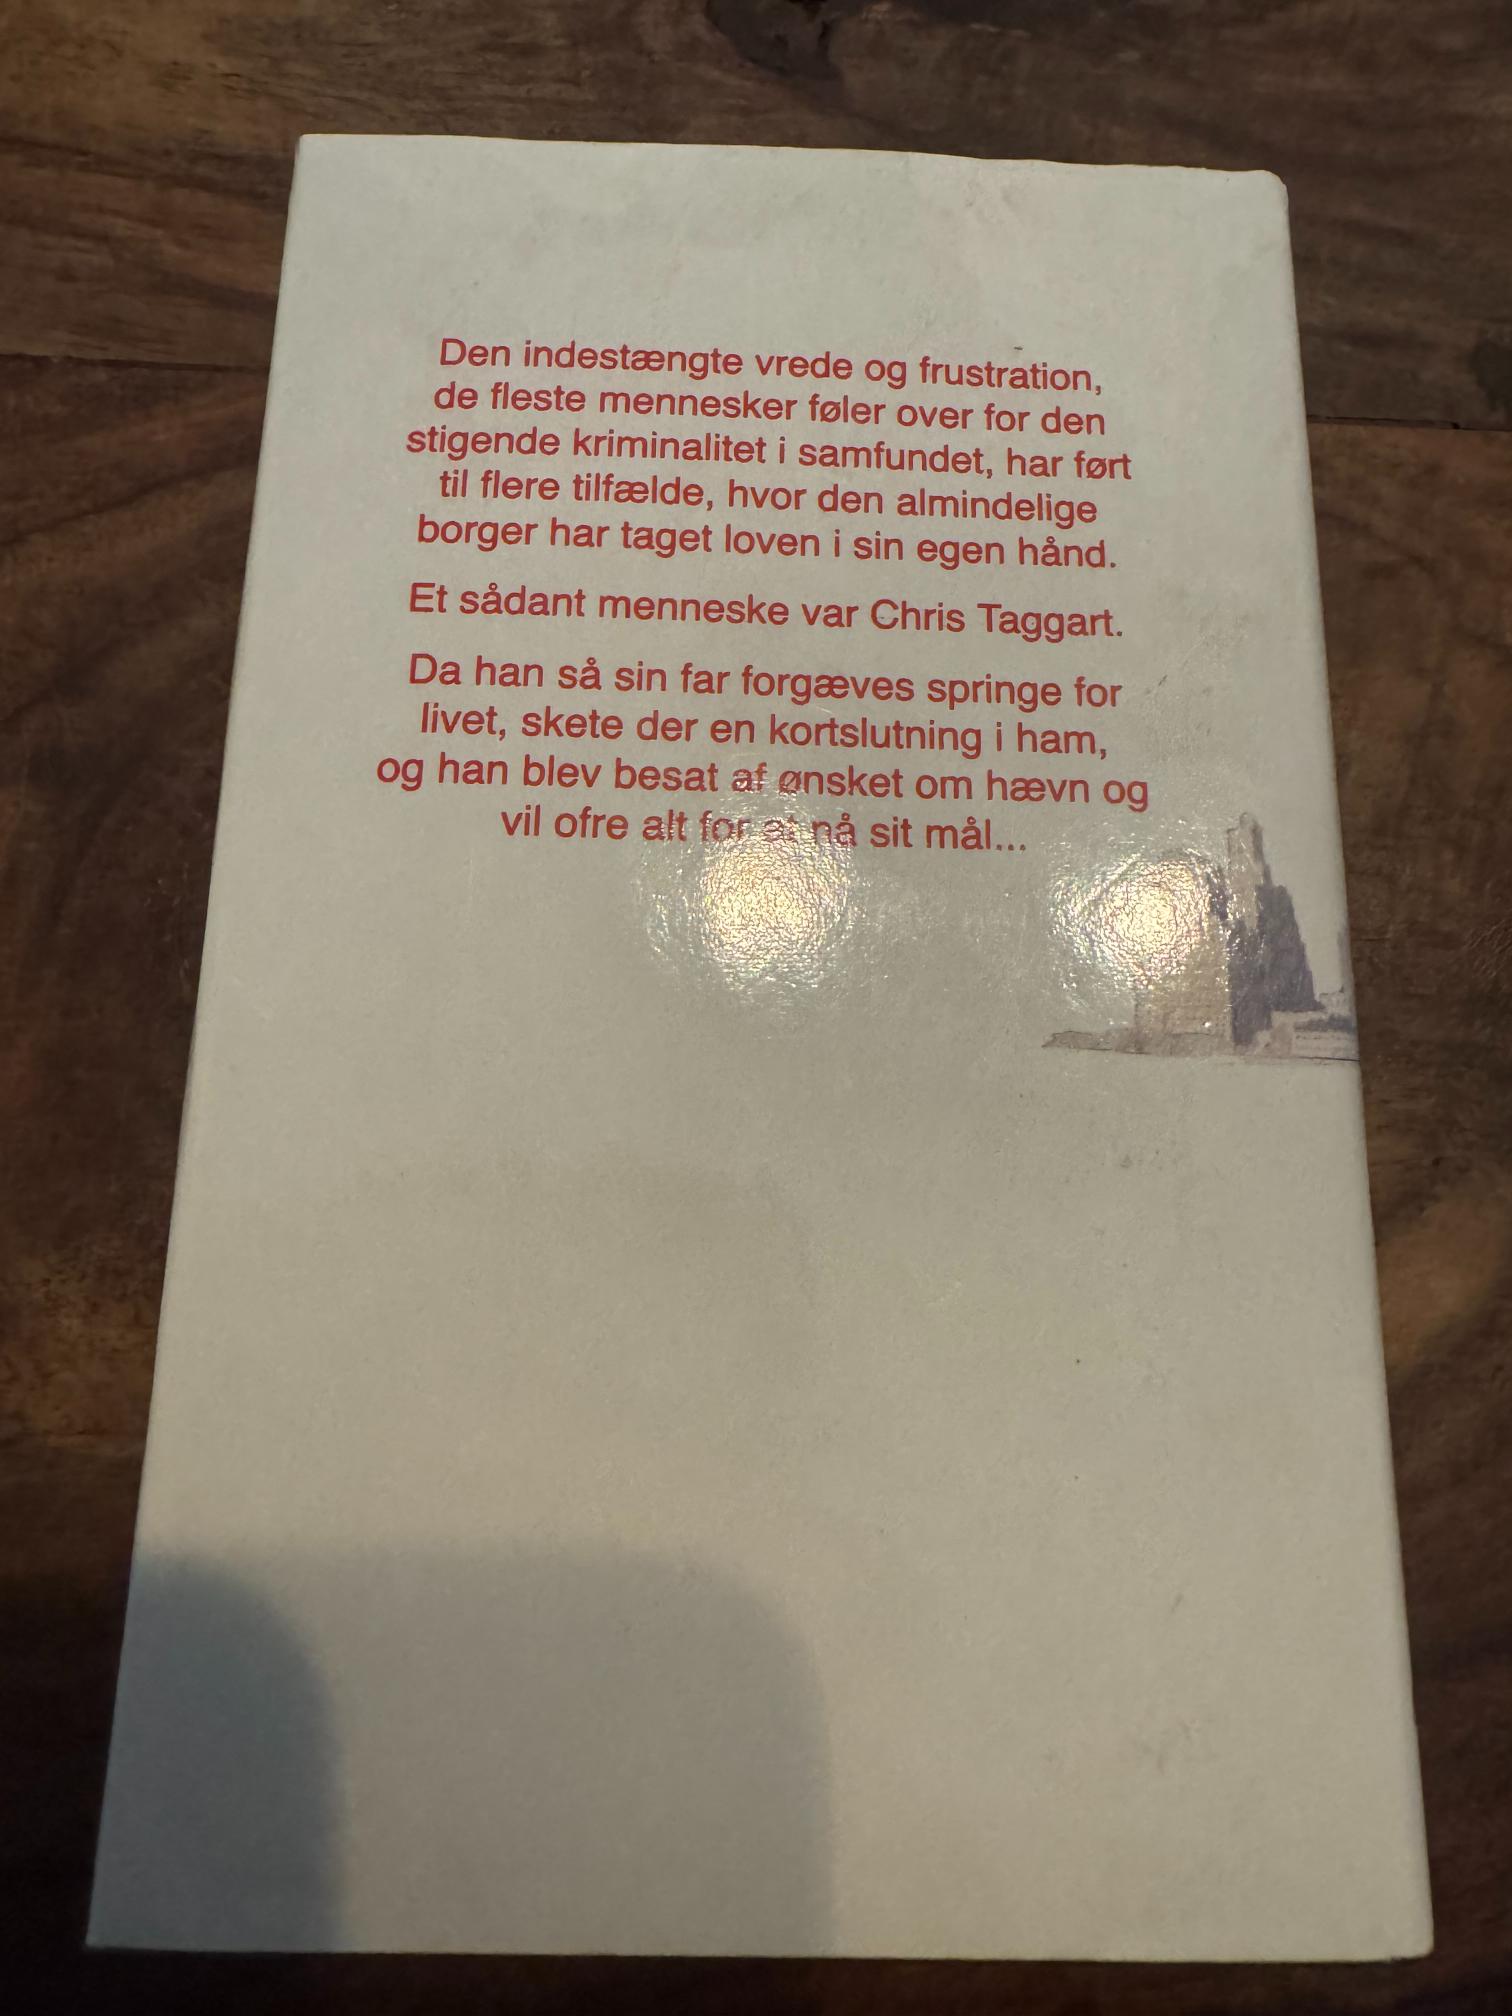 Den indestængte vrede og frustration,
de fleste mennesker føler over for den
stigende kriminalitet i samfundet, har ført
til flere tilfælde, hvor den almindelige
borger har taget loven i sin egen hånd.
Et sådant menneske var Chris Taggart.
Da han så sin far forgæves springe for
livet, skete der en kortslutning i ham,
og han blev besat af ønsket om hævn og
vil ofre alt for at nå sit mål...